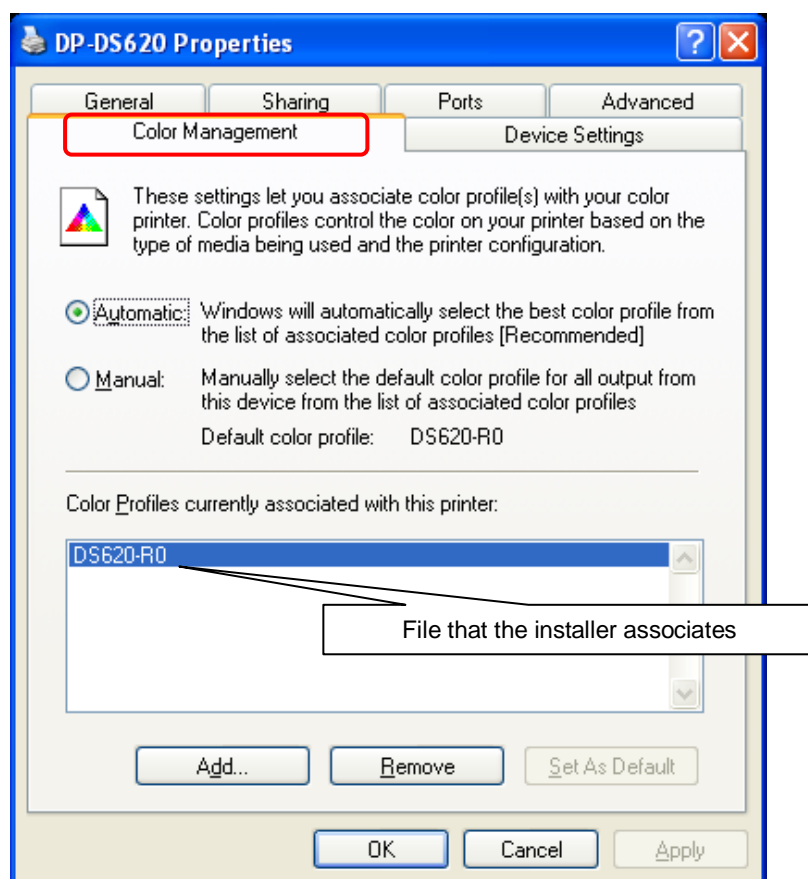 DP-DS620 Properties
General Sharing Ports Advanced
Color Management Device Settings
These settings let you associate color profile(s) with your color
printer. Color profiles control the color on your printer based on the
type of media being used and the printer configuration.
Automatic: Windows will automatically select the best color profile from
the list of associated color profiles [Recommended]
Manual: Manually select the default color profile for all output from
this device from the list of associated color profiles
Default color profile: DS620-R0
Color Profiles currently associated with this printer:
DS620-R0
File that the installer associates
Add... Remove Set As Default
OK Cancel Apply